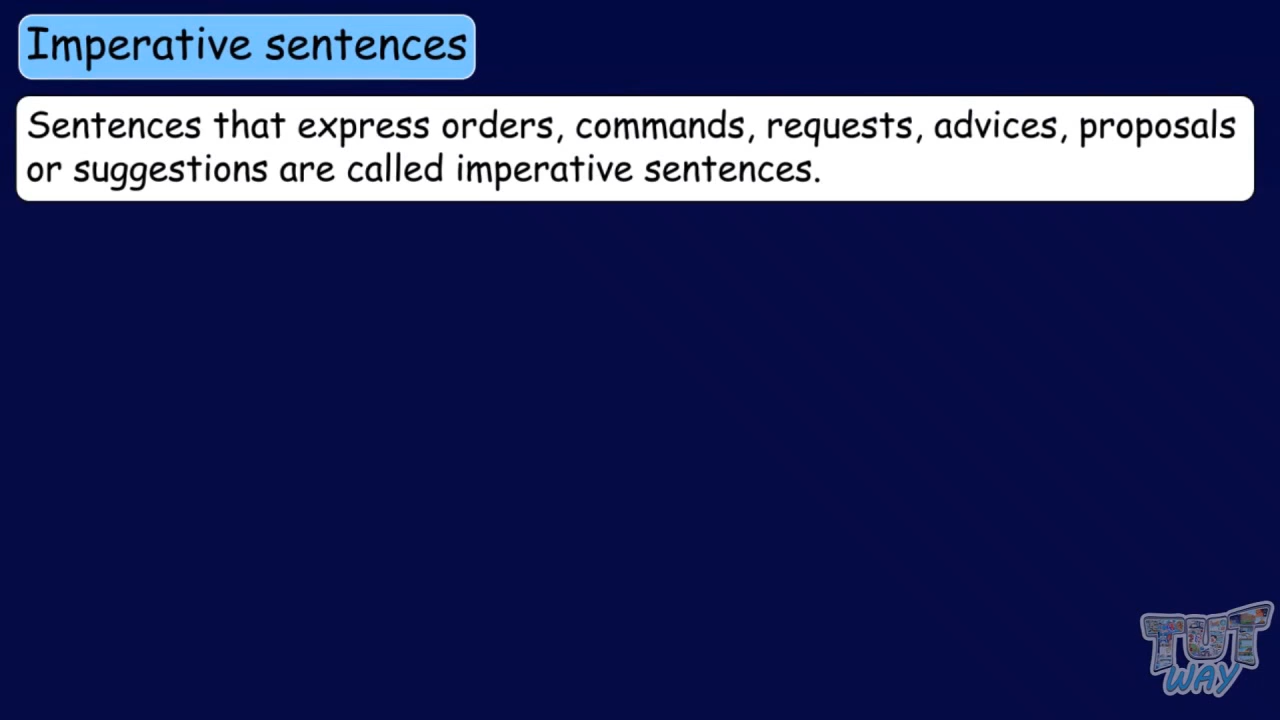 Imperative sentences
Sentences that express orders, commands, requests, advices, proposals
or suggestions are called imperative sentences.
TUT
WAY